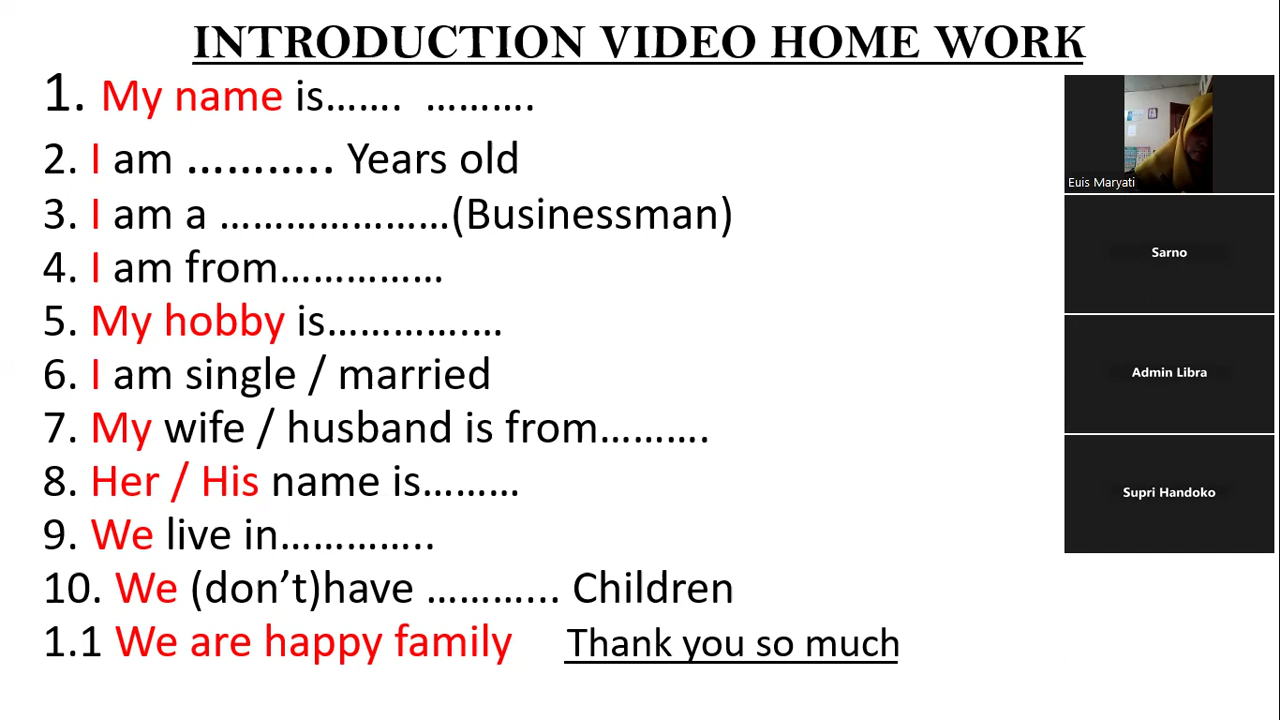 INTRODUCTION VIDEO HOME WORK
1. My name is……. ……….
2. I am ……….. Years old
3. I am a …………………(Businessman)
4. I am from……………
5. My hobby is………….…
6. I am single / married
7. My wife / husband is from……….
8. Her / His name is………
9. We live in…………..
10. We (don’t)have ………... Children
1.1 We are happy family Thank you so much
Euis Maryati
Sarno
Admin Libra
Supri Handoko